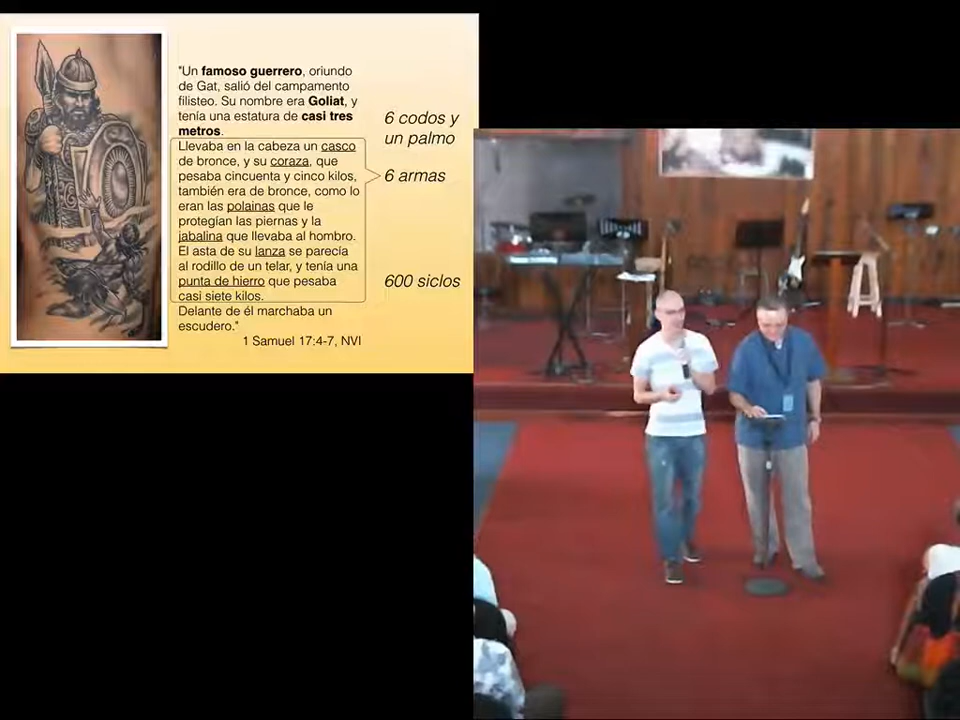 "Un famoso guerrero, oriundo
de Gat, salió del campamento
filisteo. Su nombre era Goliat, y
tenía una estatura de casi tres
metros.
Llevaba en la cabeza un casco
de bronce, y su coraza, que
pesaba cincuenta y cinco kilos,
también era de bronce, como lo
eran las polainas que le
protegían las piernas y la
jabalina que llevaba al hombro.
El asta de su lanza se parecía
al rodillo de un telar, y tenía una
punta de hierro que pesaba
casi siete kilos.
Delante de él marchaba un
escudero."
1 Samuel 17:4-7, NVI
6 codos y
un palmo
6 armas
600 siclos